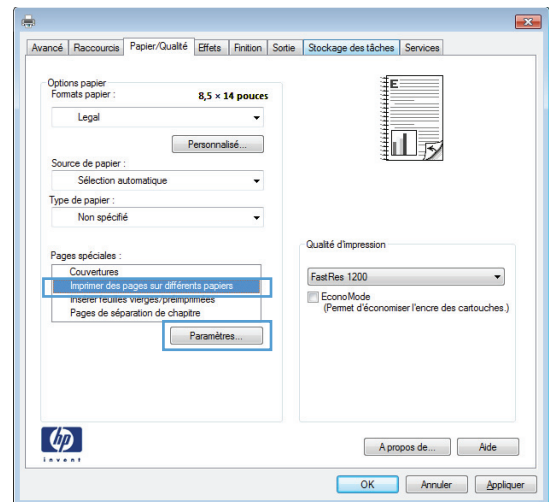 Avancé Raccourcis Papier/Qualité Effets Finition Sortie Stockage des tâches Services
Options papier
Formats papier : 8,5 × 14 pouces
Legal
Personnalisé...
Source de papier :
Sélection automatique
Type de papier :
Non spécifié
Pages spéciales :
Couvertures
Imprimer des pages sur différents papiers
Insérer feuilles vierges/préimprimées
Pages de séparation de chapitre
Paramètres...
E
Qualité d'impression
FastRes 1200
EconoMode
(Permet d'économiser l'encre des cartouches.)
hp
invent
A propos de... Aide
OK Annuler Appliquer